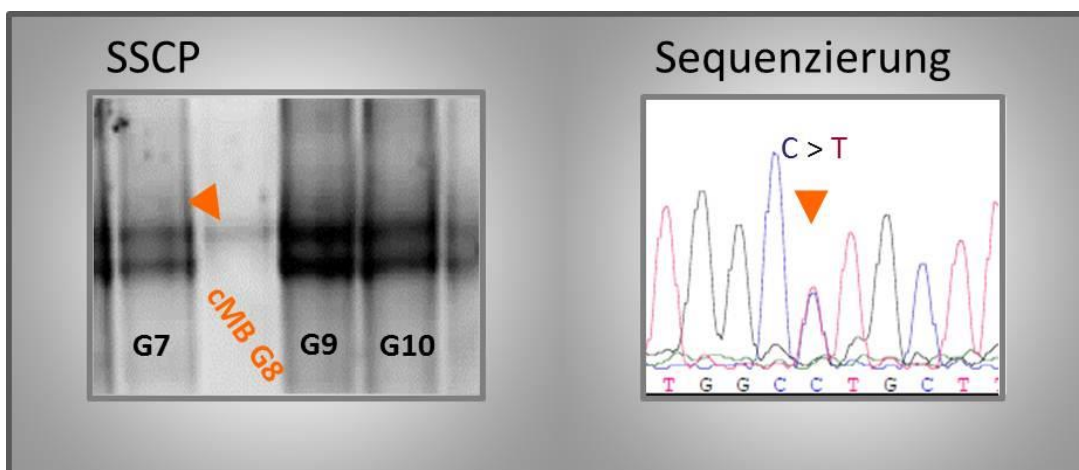 SSCP
G7
cMB G8
G9
G10
Sequenzierung
C > T
T G G C C T G C T